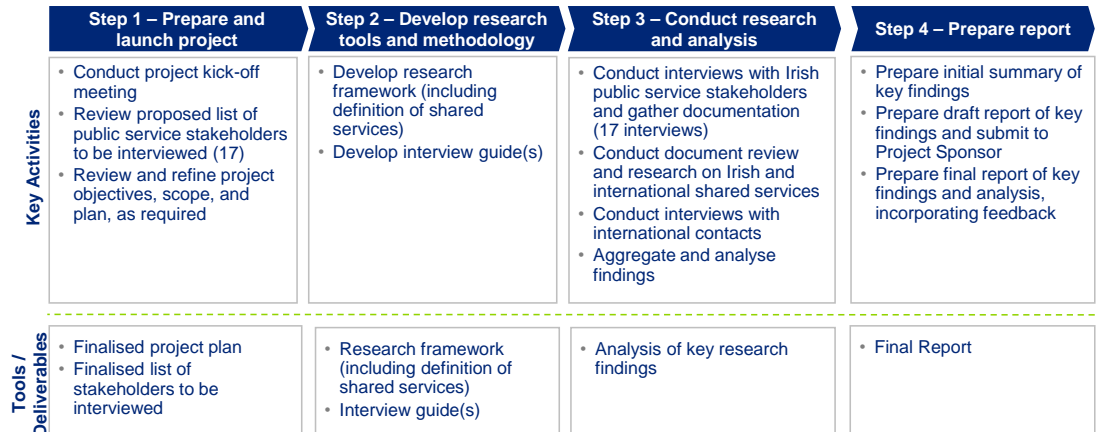 Step 1 – Prepare and
launch project
Step 2 – Develop research
tools and methodology
Step 3 – Conduct research
and analysis
Step 4 – Prepare report
Key Activities
• Conduct project kick-off
meeting
• Review proposed list of
public service stakeholders
to be interviewed (17)
• Review and refine project
objectives, scope, and
plan, as required
• Develop research
framework (including
definition of shared
services)
• Develop interview guide(s)
• Conduct interviews with Irish
public service stakeholders
and gather documentation
(17 interviews)
• Conduct document review
and research on Irish and
international shared services
• Conduct interviews with
international contacts
• Aggregate and analyse
findings
• Prepare initial summary of
key findings
• Prepare draft report of key
findings and submit to
Project Sponsor
• Prepare final report of key
findings and analysis,
incorporating feedback
Tools /
Deliverables
• Finalised project plan
• Finalised list of
stakeholders to be
interviewed
• Research framework
(including definition of
shared services)
• Interview guide(s)
• Analysis of key research
findings
• Final Report